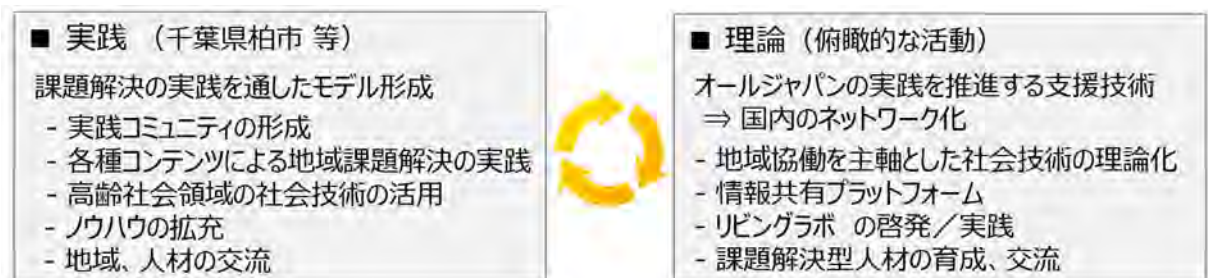 ■ 実践 （千葉県柏市 等）
課題解決の実践を通したモデル形成
- 実践コミュニティの形成
- 各種コンテンツによる地域課題解決の実践
- 高齢社会領域の社会技術の活用
- ノウハウの拡充
- 地域、人材の交流
■ 理論（俯瞰的な活動）
オールジャパンの実践を推進する支援技術
⇒ 国内のネットワーク化
- 地域協働を主軸とした社会技術の理論化
- 情報共有プラットフォーム
- リビングラボ の啓発／実践
- 課題解決型人材の育成、交流